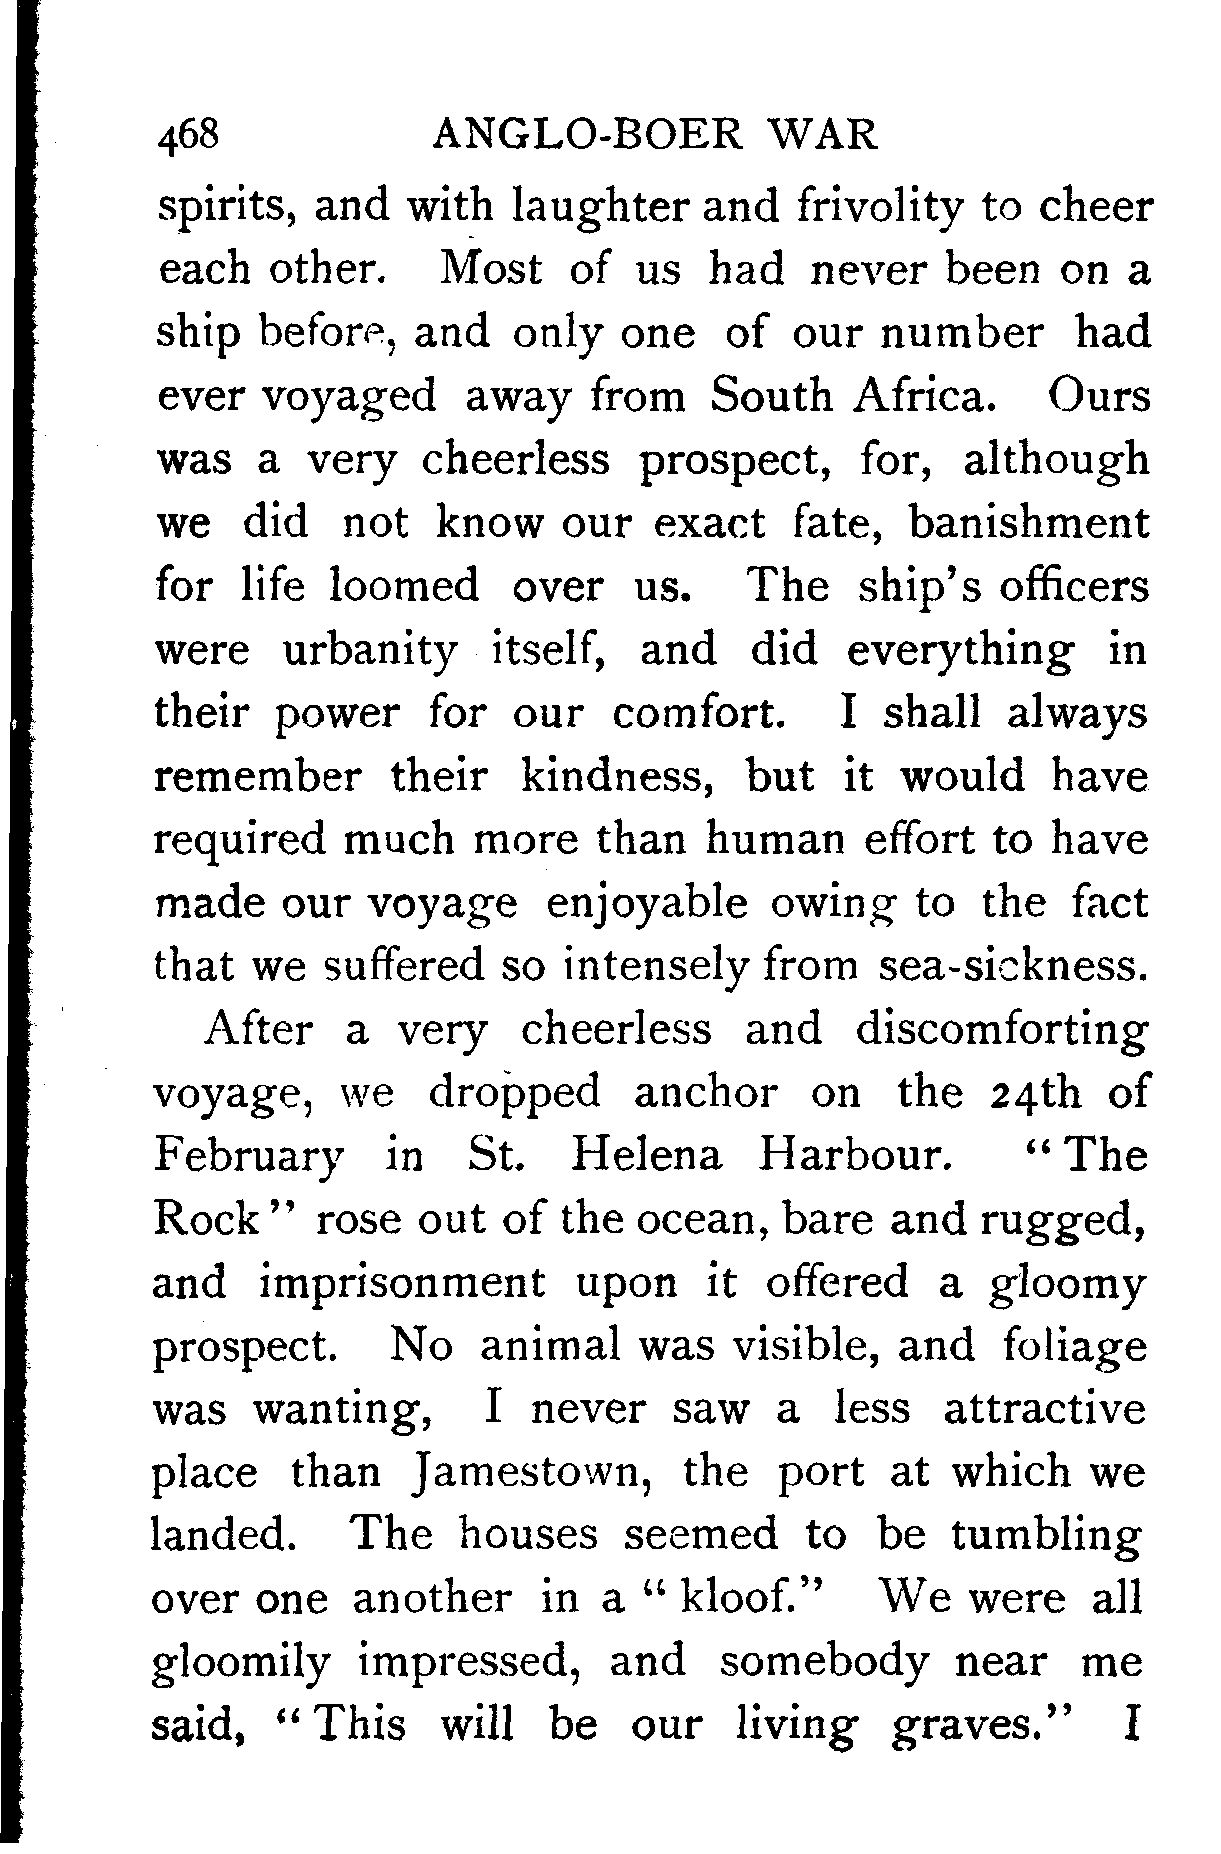 468 ANGLO-BOER WAR
spirits, and with laughter and frivolity to cheer
each other. Most of us had never been on a
ship before, and only one of our number had
ever voyaged away from South Africa. Ours
was a very cheerless prospect, for, although
we did not know our exact fate, banishment
for life loomed over us. The ship's officers
were urbanity itself, and did everything in
their power for our comfort. I shall always
remember their kindness, but it would have
required much more than human effort to have
made our voyage enjoyable owing to the fact
that we suffered so intensely from sea-sickness.
After a very cheerless and discomforting
voyage, we dropped anchor on the 24th of
February in St. Helena Harbour. "The
Rock" rose out of the ocean, bare and rugged,
and imprisonment upon it offered a gloomy
prospect. No animal was visible, and foliage
was wanting, I never saw a less attractive
place than Jamestown, the port at which we
landed. The houses seemed to be tumbling
over one another in a "kloof." We were all
gloomily impressed, and somebody near me
said, "This will be our living graves." I